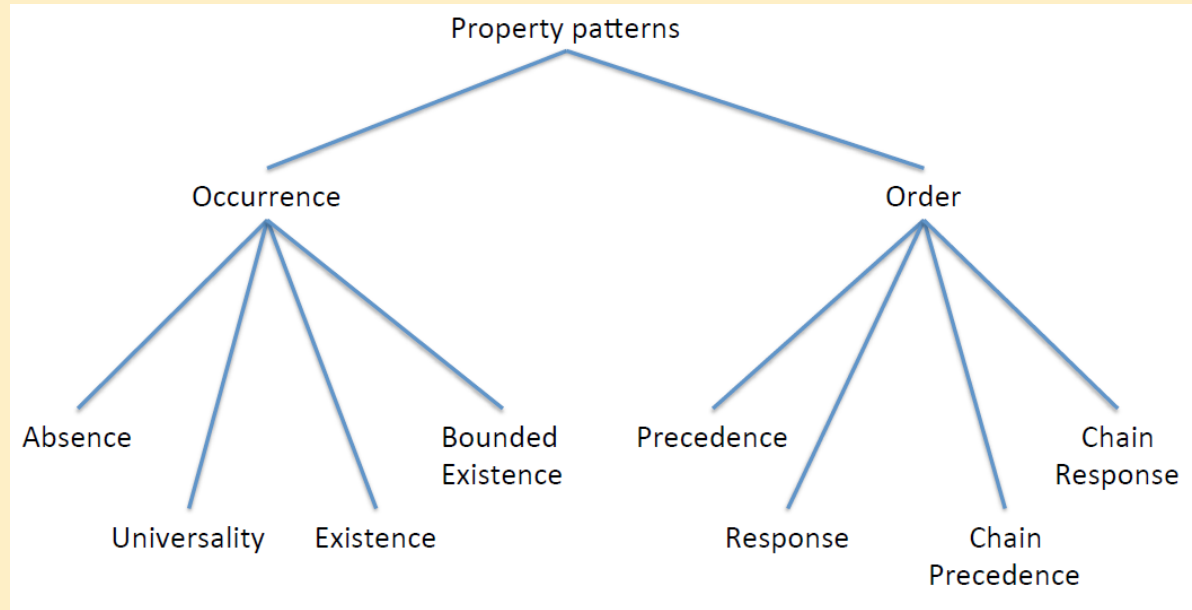 Property patterns
Occurrence
Order
Absence
Bounded
Existence
Precedence
Chain
Response
Universality
Existence
Response
Chain
Precedence